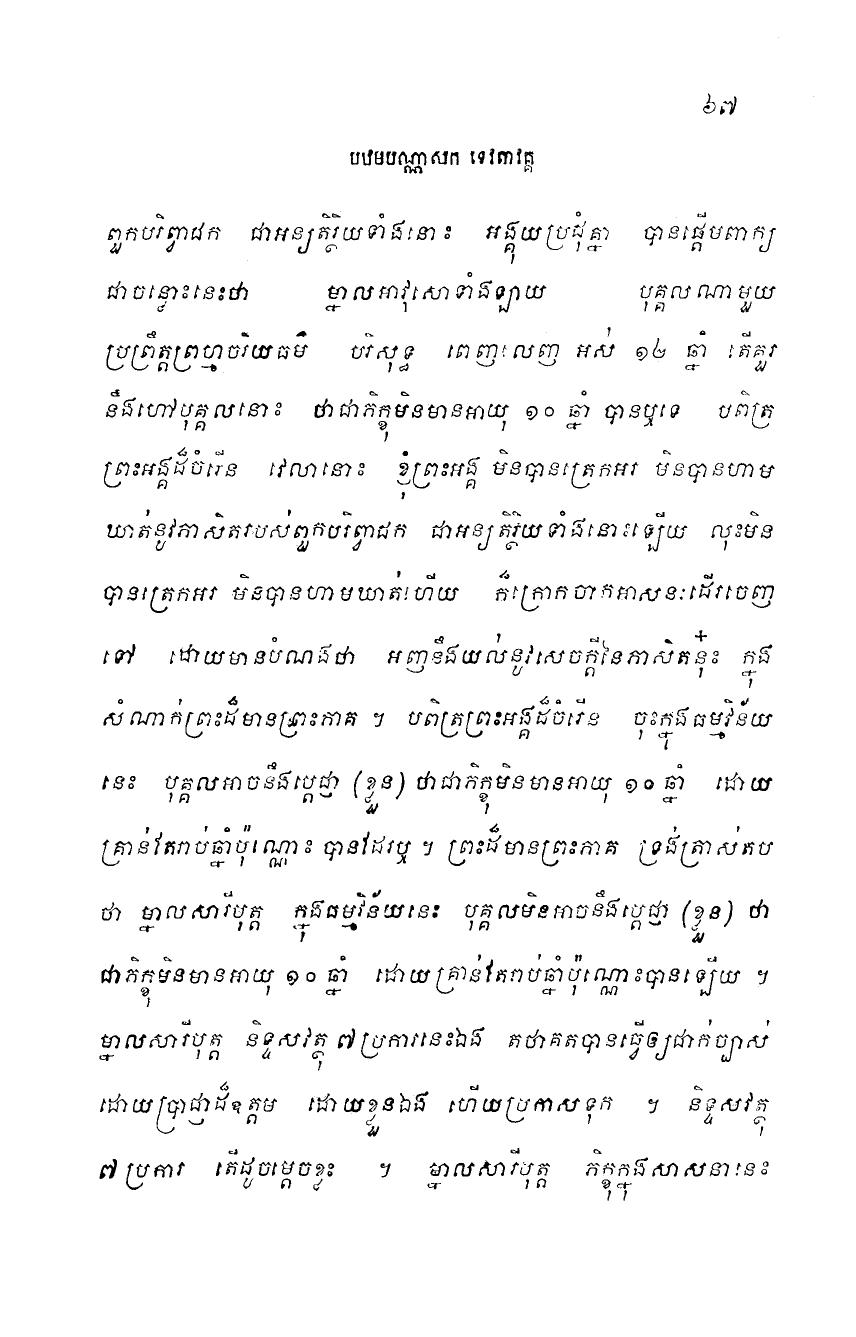 ៦៧
បឋមបណ្ណាសក ទេវតាវគ្គ
ពួកបរិព្វាជក ជាអន្យតិរ្ថិយទាំងនោះ អង្គុយប្រជុំគ្នា បានផ្តើមពាក្យ
ជាចន្លោះនេះថា ម្នាលអាវុសោទាំងឡាយ បុគ្គលណាមួយ
ប្រព្រឹត្តព្រហ្មចរិយធម៌ បរិសុទ្ធ ពេញលេញ អស់ ១២ ឆ្នាំ តើគួរ
នឹងហៅបុគ្គលនោះ ថាជាភិក្ខុមិនមានអាយុ ១០ ឆ្នាំ បានឬទេ បពិត្រ
ព្រះអង្គដ៏ចំរើន វេលានោះ ខ្ញុំព្រះអង្គ មិនបានត្រេកអរ មិនបានហាម
ឃាត់នូវភាសិតរបស់ពួកបរិព្វាជក ជាអន្យតិរ្ថិយទាំងនោះឡើយ លុះមិន
បានត្រេកអរ មិនបានហាមឃាត់ហើយ ក៏ក្រោកចាកអាសនៈដើរចេញ
ទៅ ដោយមានបំណងថា អញនឹងយល់នូវសេចក្តីនៃភាសិតនុ៎ះ ក្នុង
សំណាក់ព្រះដ៏មានព្រះភាគ ។ បពិត្រព្រះអង្គដ៏ចំរើន ចុះក្នុងធម្មវិន័យ
នេះ បុគ្គលអាចនឹងប្តេជ្ញា (ខ្លួន) ថាជាភិក្ខុមិនមានអាយុ ១០ ឆ្នាំ ដោយ
គ្រាន់តែរាប់ឆ្នាំប៉ុណ្ណោះ បានដែរឬ ។ ព្រះដ៏មានព្រះភាគ ទ្រង់ត្រាស់តប
ថា ម្នាលសារីបុត្ត ក្នុងធម្មវិន័យនេះ បុគ្គលមិនអាចនឹងប្តេជ្ញា (ខ្លួន) ថា
ជាភិក្ខុមិនមានអាយុ ១០ ឆ្នាំ ដោយគ្រាន់តែរាប់ឆ្នាំប៉ុណ្ណោះបានឡើយ ។
ម្នាលសារីបុត្ត និទ្ទសវត្ថុ ៧ ប្រការនេះឯង តថាគតបានធ្វើឲ្យជាក់ច្បាស់
ដោយប្រាជ្ញាដ៏ឧត្តម ដោយខ្លួនឯង ហើយប្រកាសទុក ។ និទ្ទសវត្ថុ
៧ ប្រការ តើដូចម្តេចខ្លះ ។ ម្នាលសារីបុត្ត ភិក្ខុក្នុងសាសនានេះ